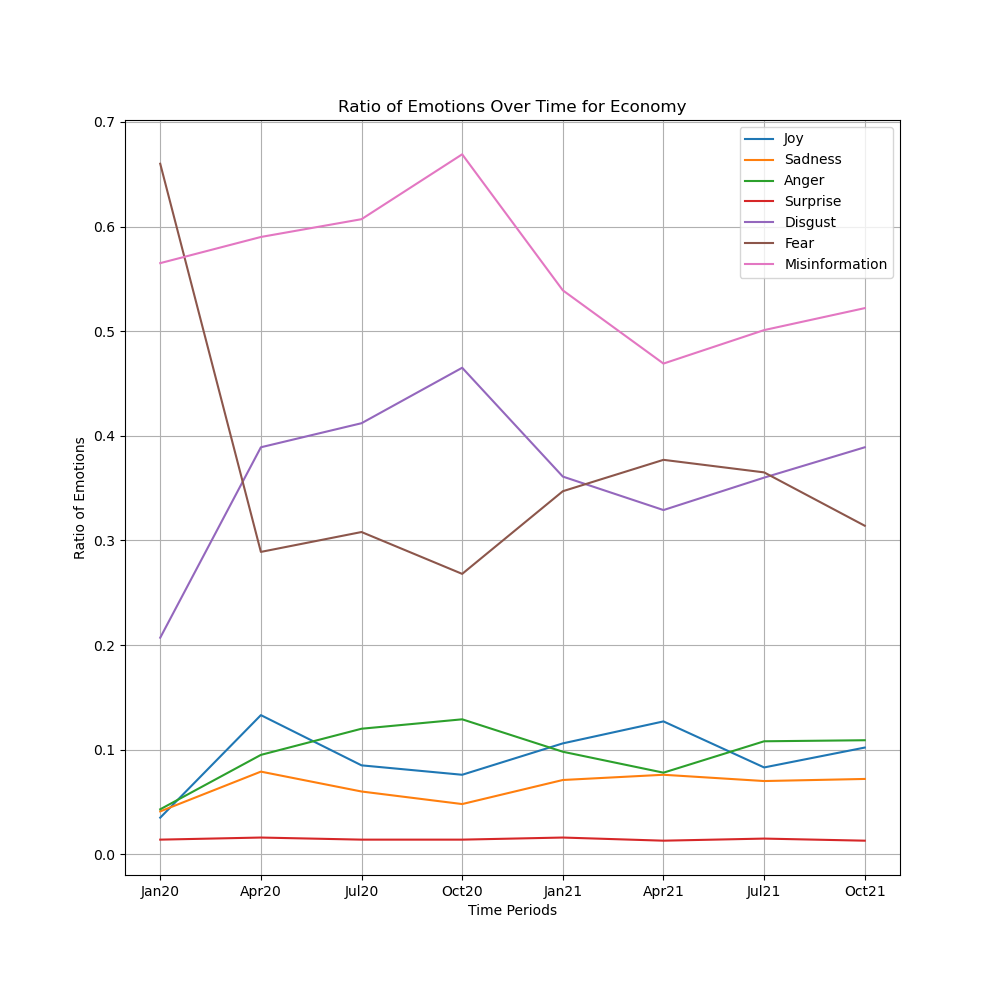 Ratio of Emotions Over Time for Economy
0.7
0.6
0.5
0.4
0.3
0.2
0.1
0.0
Ratio of Emotions
Joy
Sadness
Anger
Surprise
Disgust
Fear
Misinformation
Jan20 Apr20 Jul20 Oct20 Jan21 Apr21 Jul21 Oct21
Time Periods